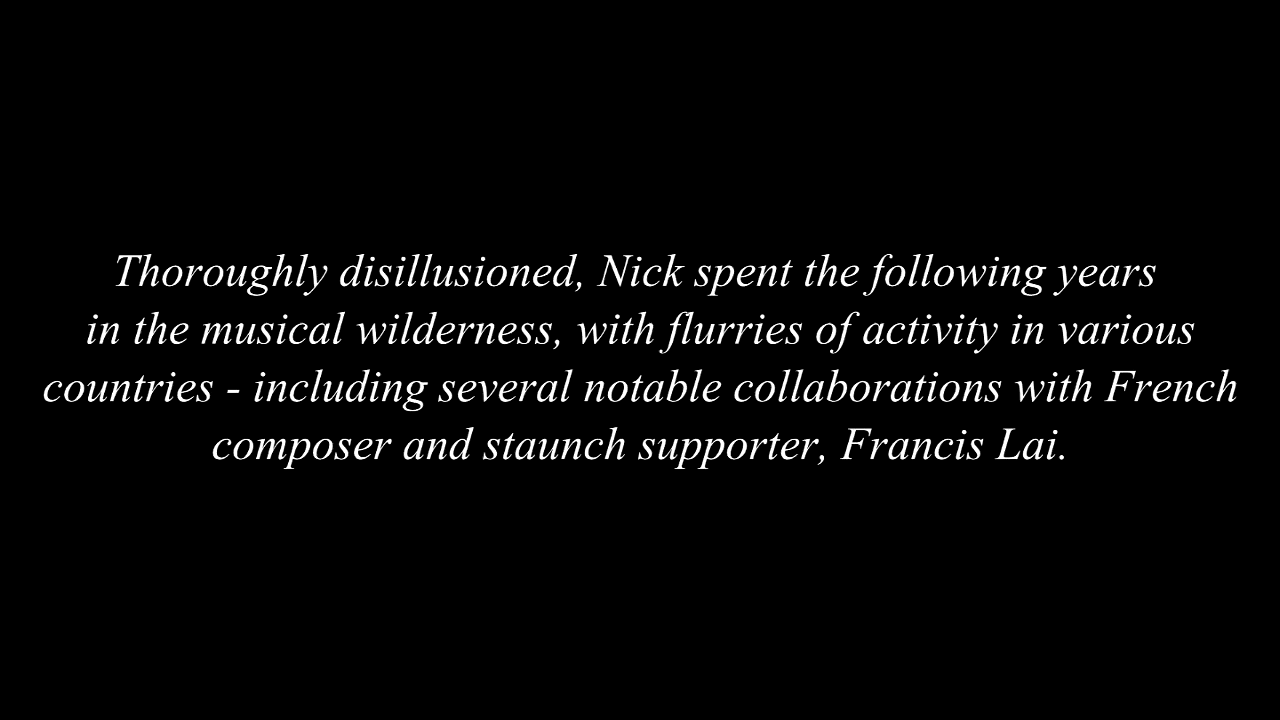 Thoroughly disillusioned, Nick spent the following years
in the musical wilderness, with flurries of activity in various
countries - including several notable collaborations with French
composer and staunch supporter, Francis Lai.